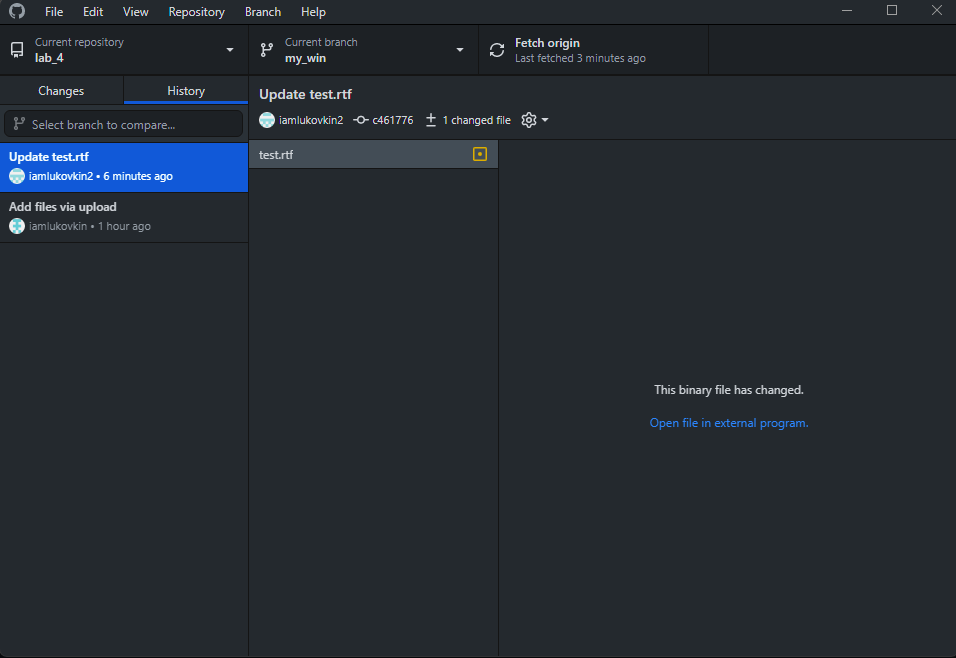 File Edit View Repository Branch Help
Current repository
lab_4
Current branch
my_win
Fetch origin
Last fetched 3 minutes ago
Changes
History
Select branch to compare...
Update test.rtf
iamlukovkin2 • 6 minutes ago
Add files via upload
iamlukovkin • 1 hour ago
Update test.rtf
iamlukovkin2 c461776 1 changed file
test.rtf
This binary file has changed.
Open file in external program.